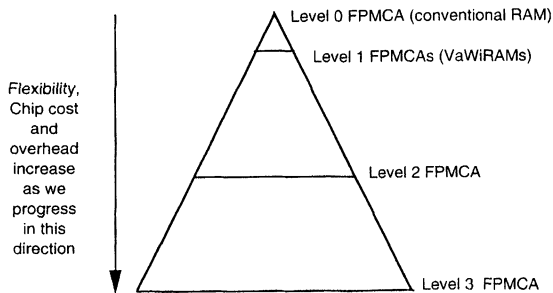 Level 0 FPMCA (conventional RAM)
Level 1 FPMCAs (VaWiRAMs)
Flexibility,
Chip cost
and
overhead
increase
as we
progress
in this
direction
Level 2 FPMCA
Level 3 FPMCA